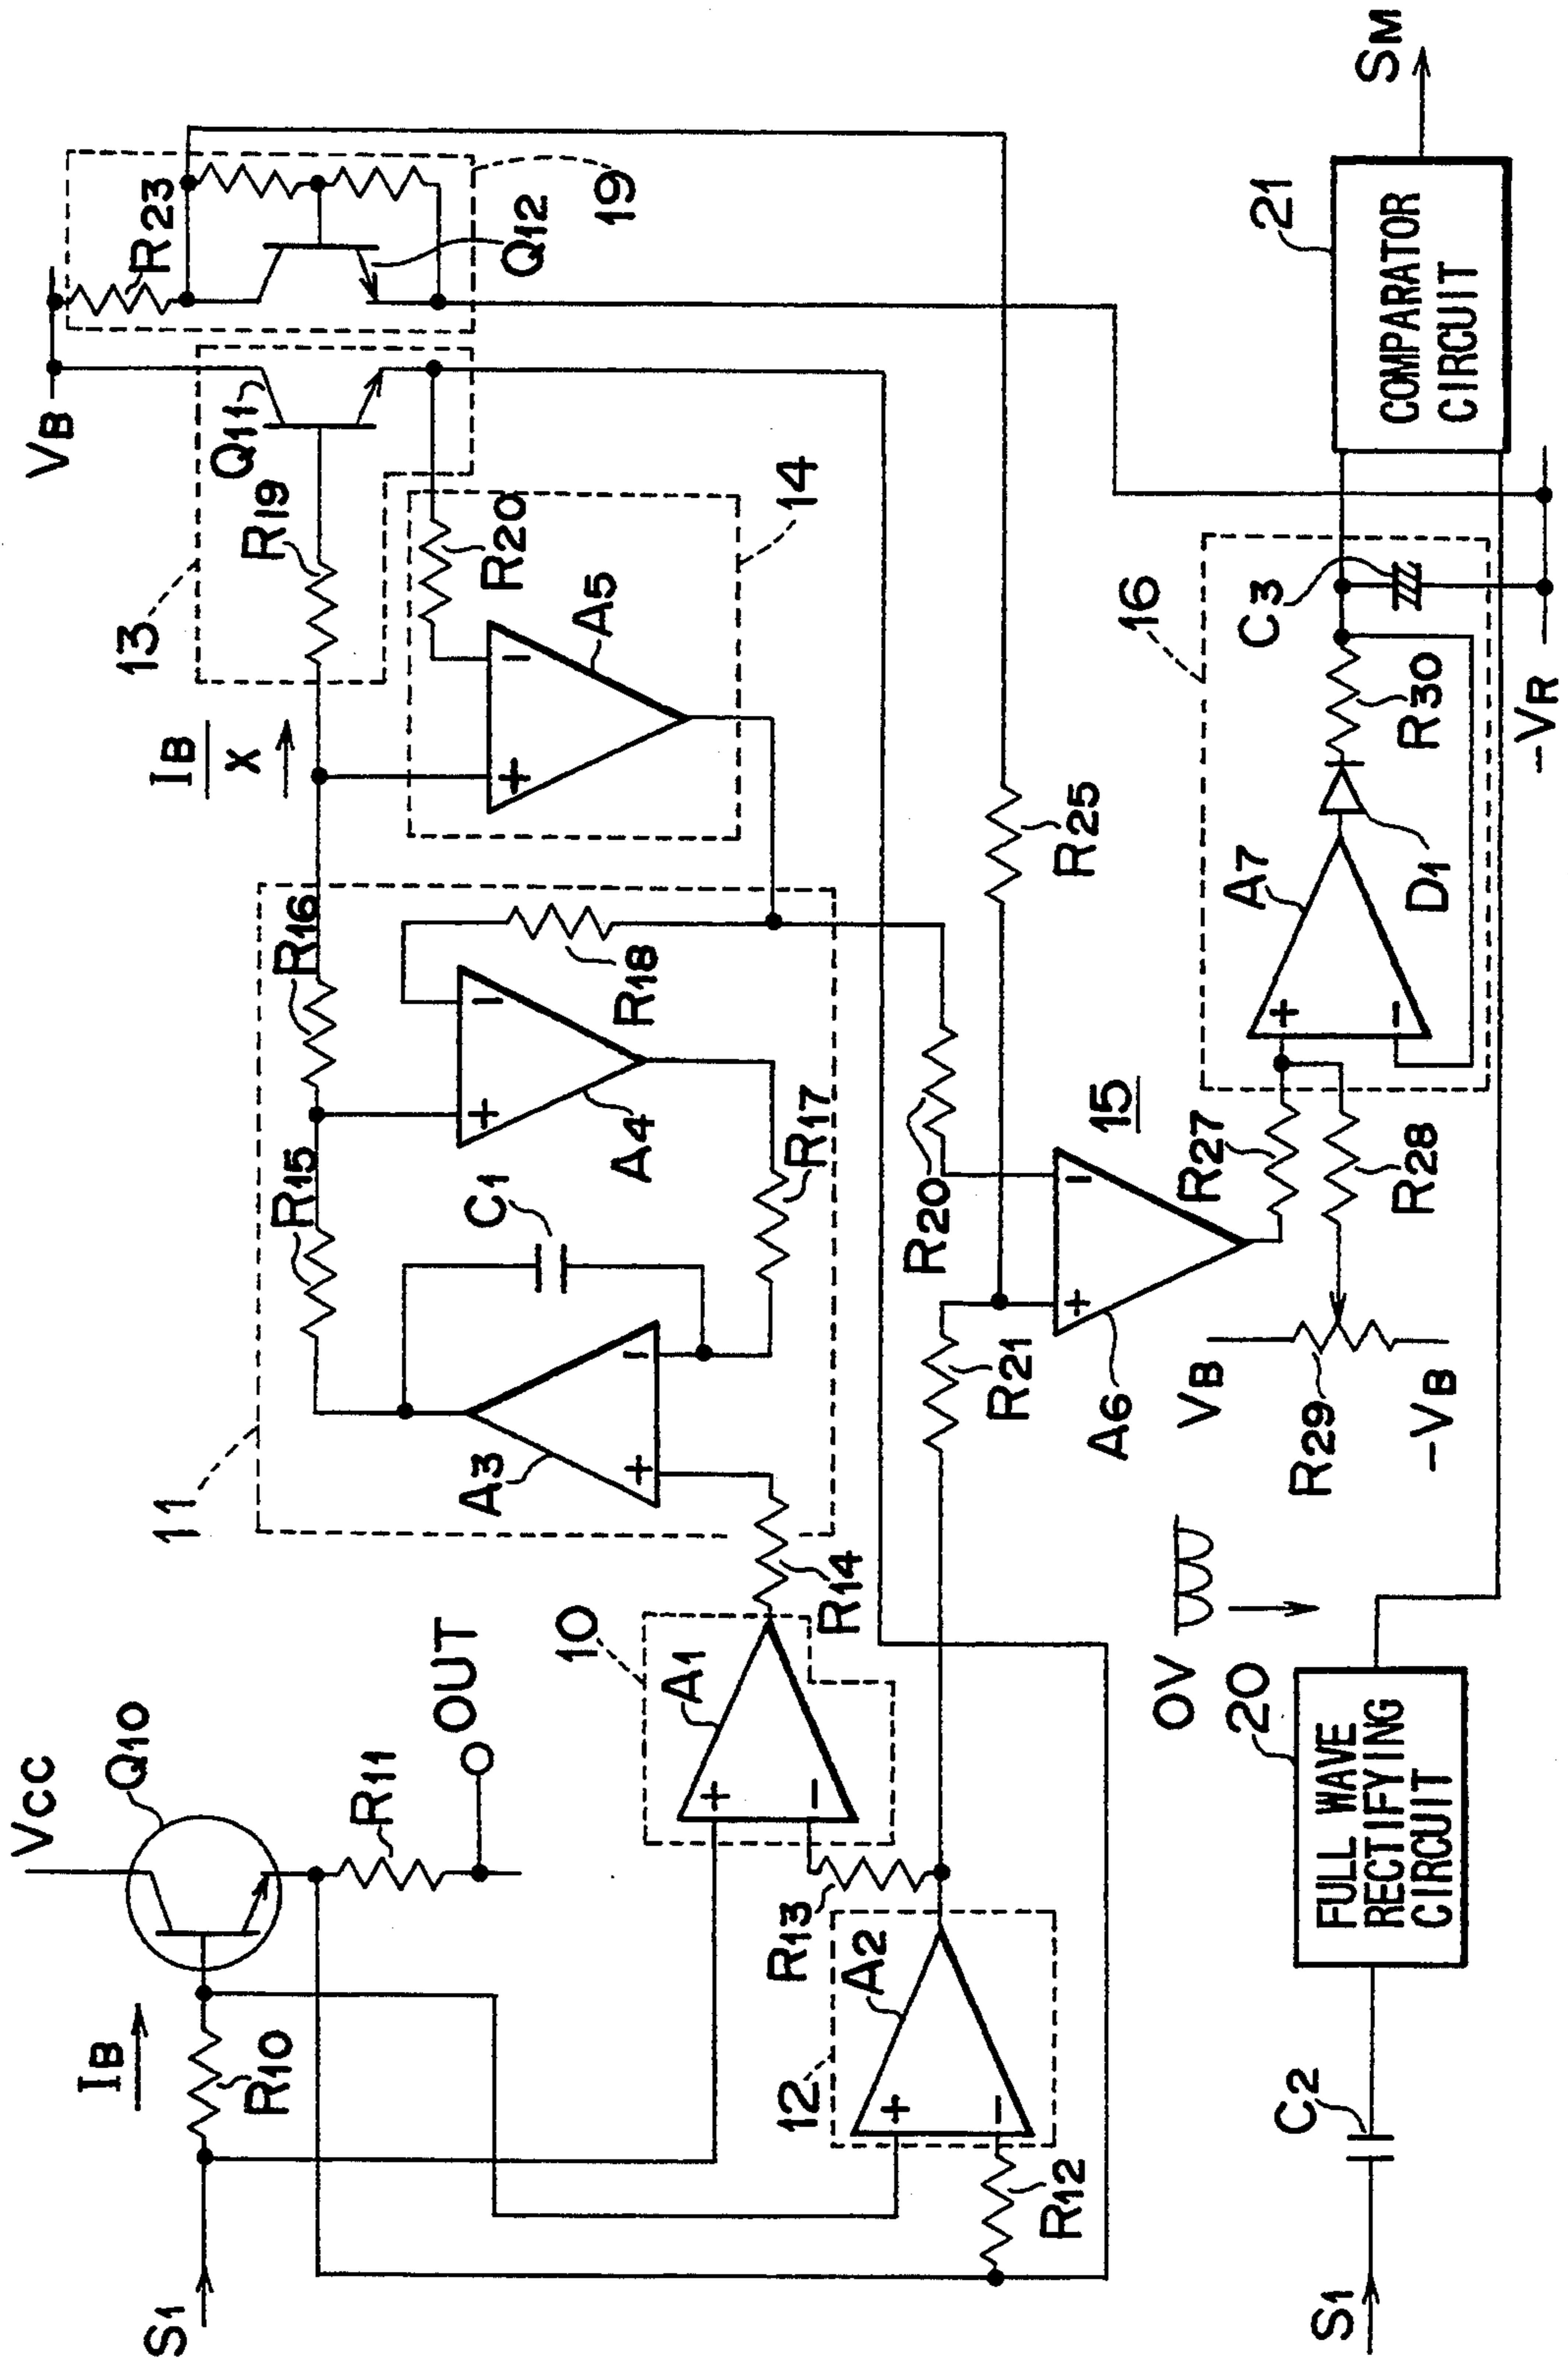 VCC
Q10
IB
R10
S1
R11
OUT
VB
R23
19
Q12
Q11
R19
13
14
R20
A5
IB
X
11
R16
R15
R18
A4
C1
R17
A3
10
A1
R14
R13
12
A2
R12
R25
R20
15
R21
A6
R27
R28
VB
R29
-VB
16
A7
D1
R30
C3
-VR
0V
S1
C2
20
FULL WAVE
RECTIFYING
CIRCUIT
21
COMPARATOR
CIRCUIT
SM